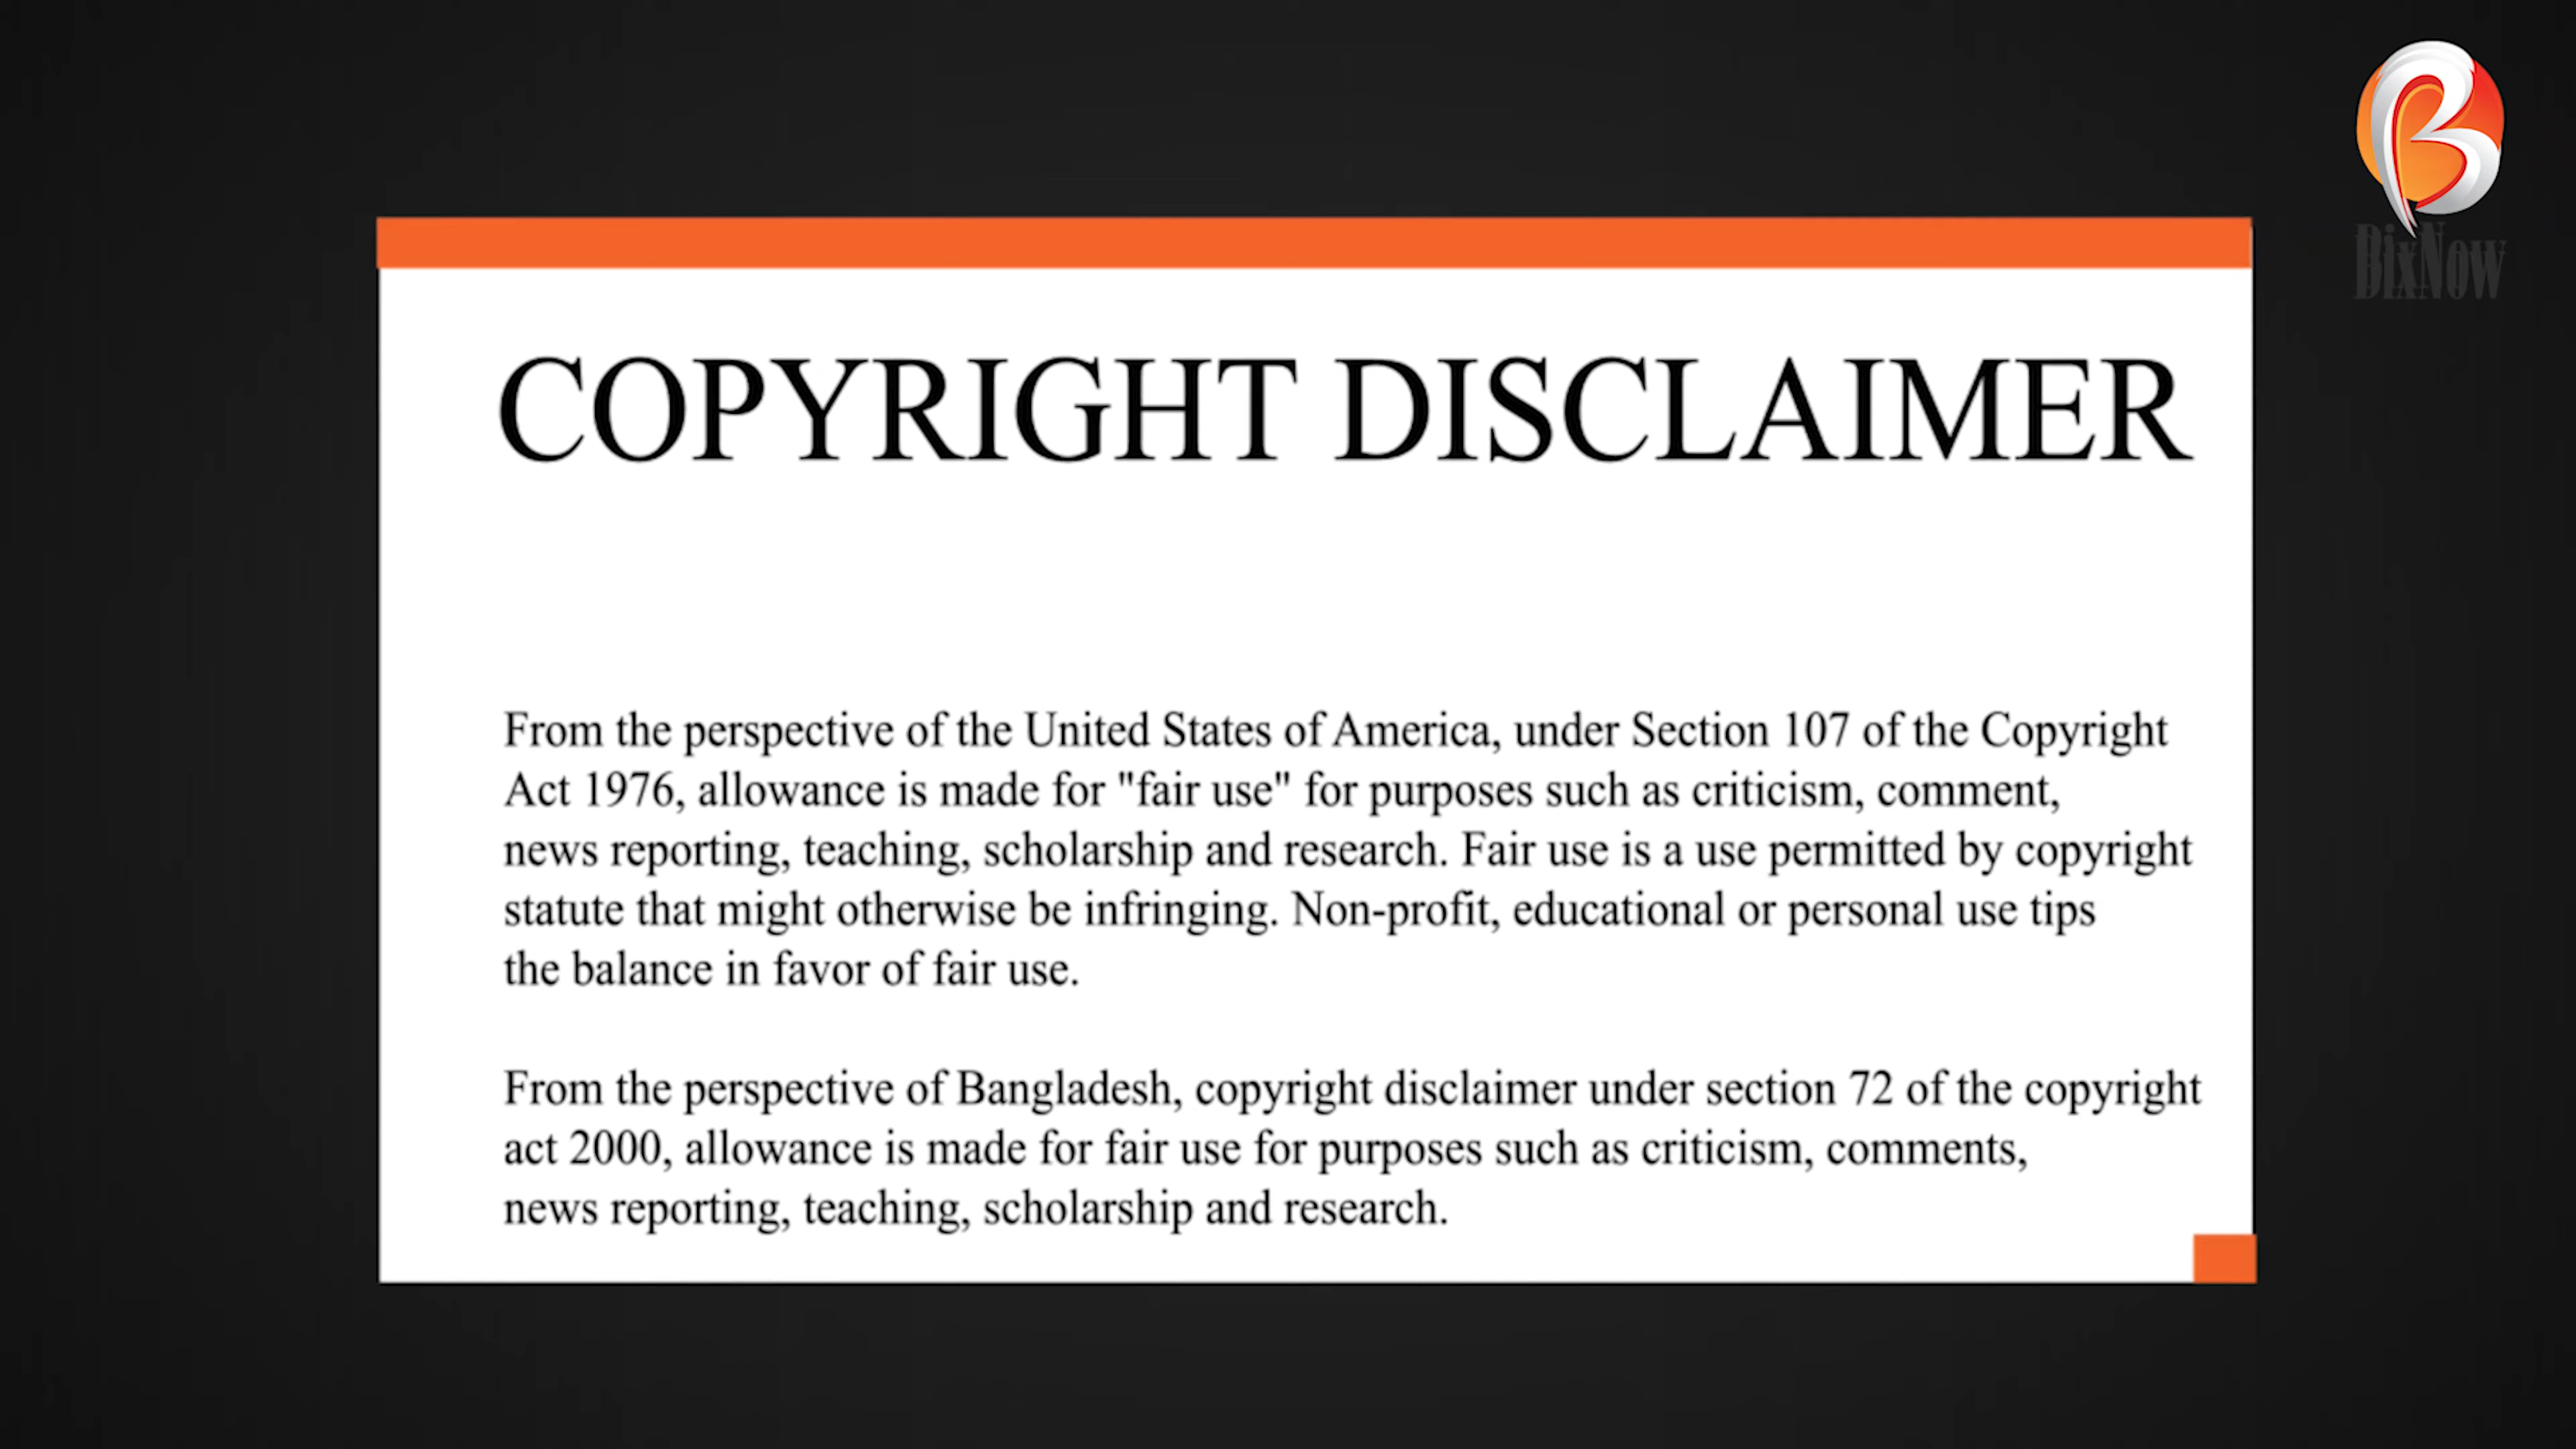 BixNow
COPYRIGHT DISCLAIMER
From the perspective of the United States of America, under Section 107 of the Copyright
Act 1976, allowance is made for "fair use" for purposes such as criticism, comment,
news reporting, teaching, scholarship and research. Fair use is a use permitted by copyright
statute that might otherwise be infringing. Non-profit, educational or personal use tips
the balance in favor of fair use.
From the perspective of Bangladesh, copyright disclaimer under section 72 of the copyright
act 2000, allowance is made for fair use for purposes such as criticism, comments,
news reporting, teaching, scholarship and research.